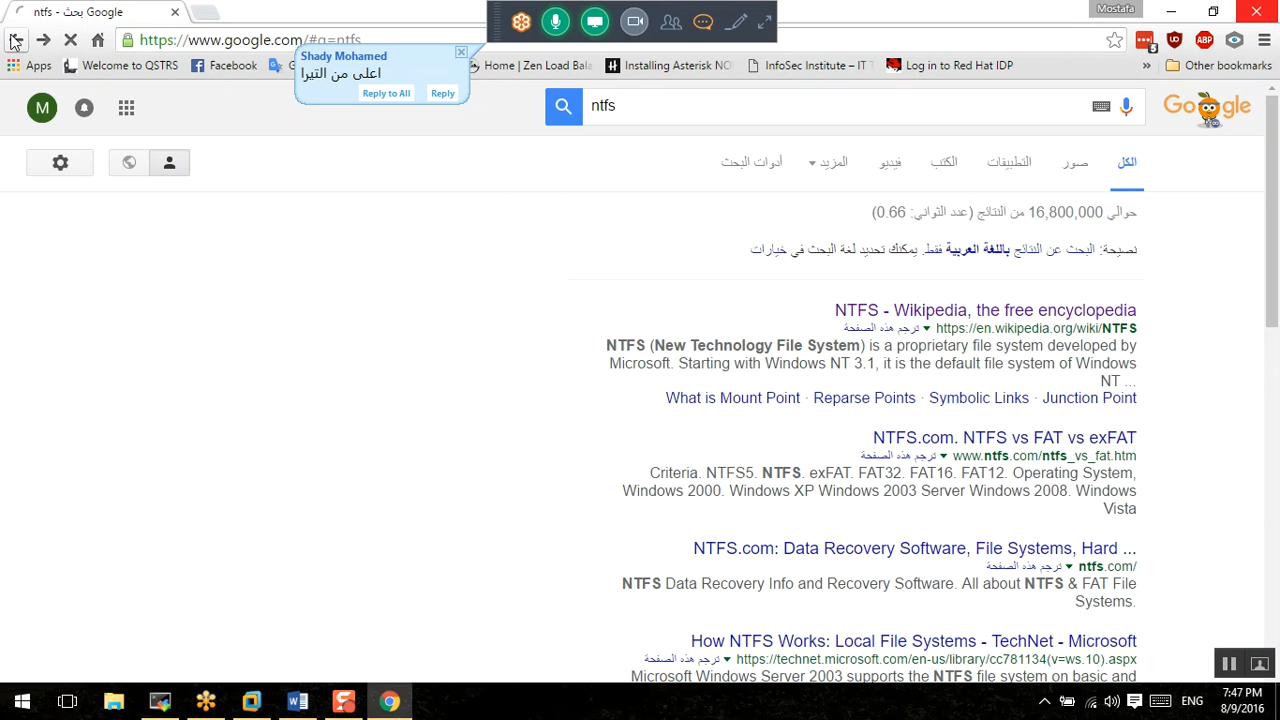 ntfs - بحث Google
Mostafa
https://www.google.com/#q=ntfs
Shady Mohamed
اعلى من التيرا
Reply to All
Reply
Apps
Welcome to QSTRS
Facebook
Home | Zen Load Bala
Installing Asterisk NO
InfoSec Institute – IT T
Log in to Red Hat IDP
»
Other bookmarks
5
ABP
M
ntfs
Google
الكل
صور
التطبيقات
الكتب
فيديو
المزيد
أدوات البحث
حوالي 16,800,000 من النتائج (عدد الثواني: 0.66)
نصيحة: البحث عن النتائج باللغة العربية فقط. يمكنك تحديد لغة البحث في خيارات
NTFS - Wikipedia, the free encyclopedia
https://en.wikipedia.org/wiki/NTFS ترجم هذه الصفحة
NTFS (New Technology File System) is a proprietary file system developed by
Microsoft. Starting with Windows NT 3.1, it is the default file system of Windows
NT ...
What is Mount Point · Reparse Points · Symbolic Links · Junction Point
NTFS.com. NTFS vs FAT vs exFAT
www.ntfs.com/ntfs_vs_fat.htm ترجم هذه الصفحة
Criteria. NTFS5. NTFS. exFAT. FAT32. FAT16. FAT12. Operating System,
Windows 2000. Windows XP Windows 2003 Server Windows 2008. Windows
Vista
NTFS.com: Data Recovery Software, File Systems, Hard ...
ntfs.com/ ترجم هذه الصفحة
NTFS Data Recovery Info and Recovery Software. All about NTFS & FAT File
Systems.
How NTFS Works: Local File Systems - TechNet - Microsoft
https://technet.microsoft.com/en-us/library/cc781134(v=ws.10).aspx ترجم هذه الصفحة
Microsoft Windows Server 2003 supports the NTFS file system on basic and
ENG
7:47 PM
8/9/2016